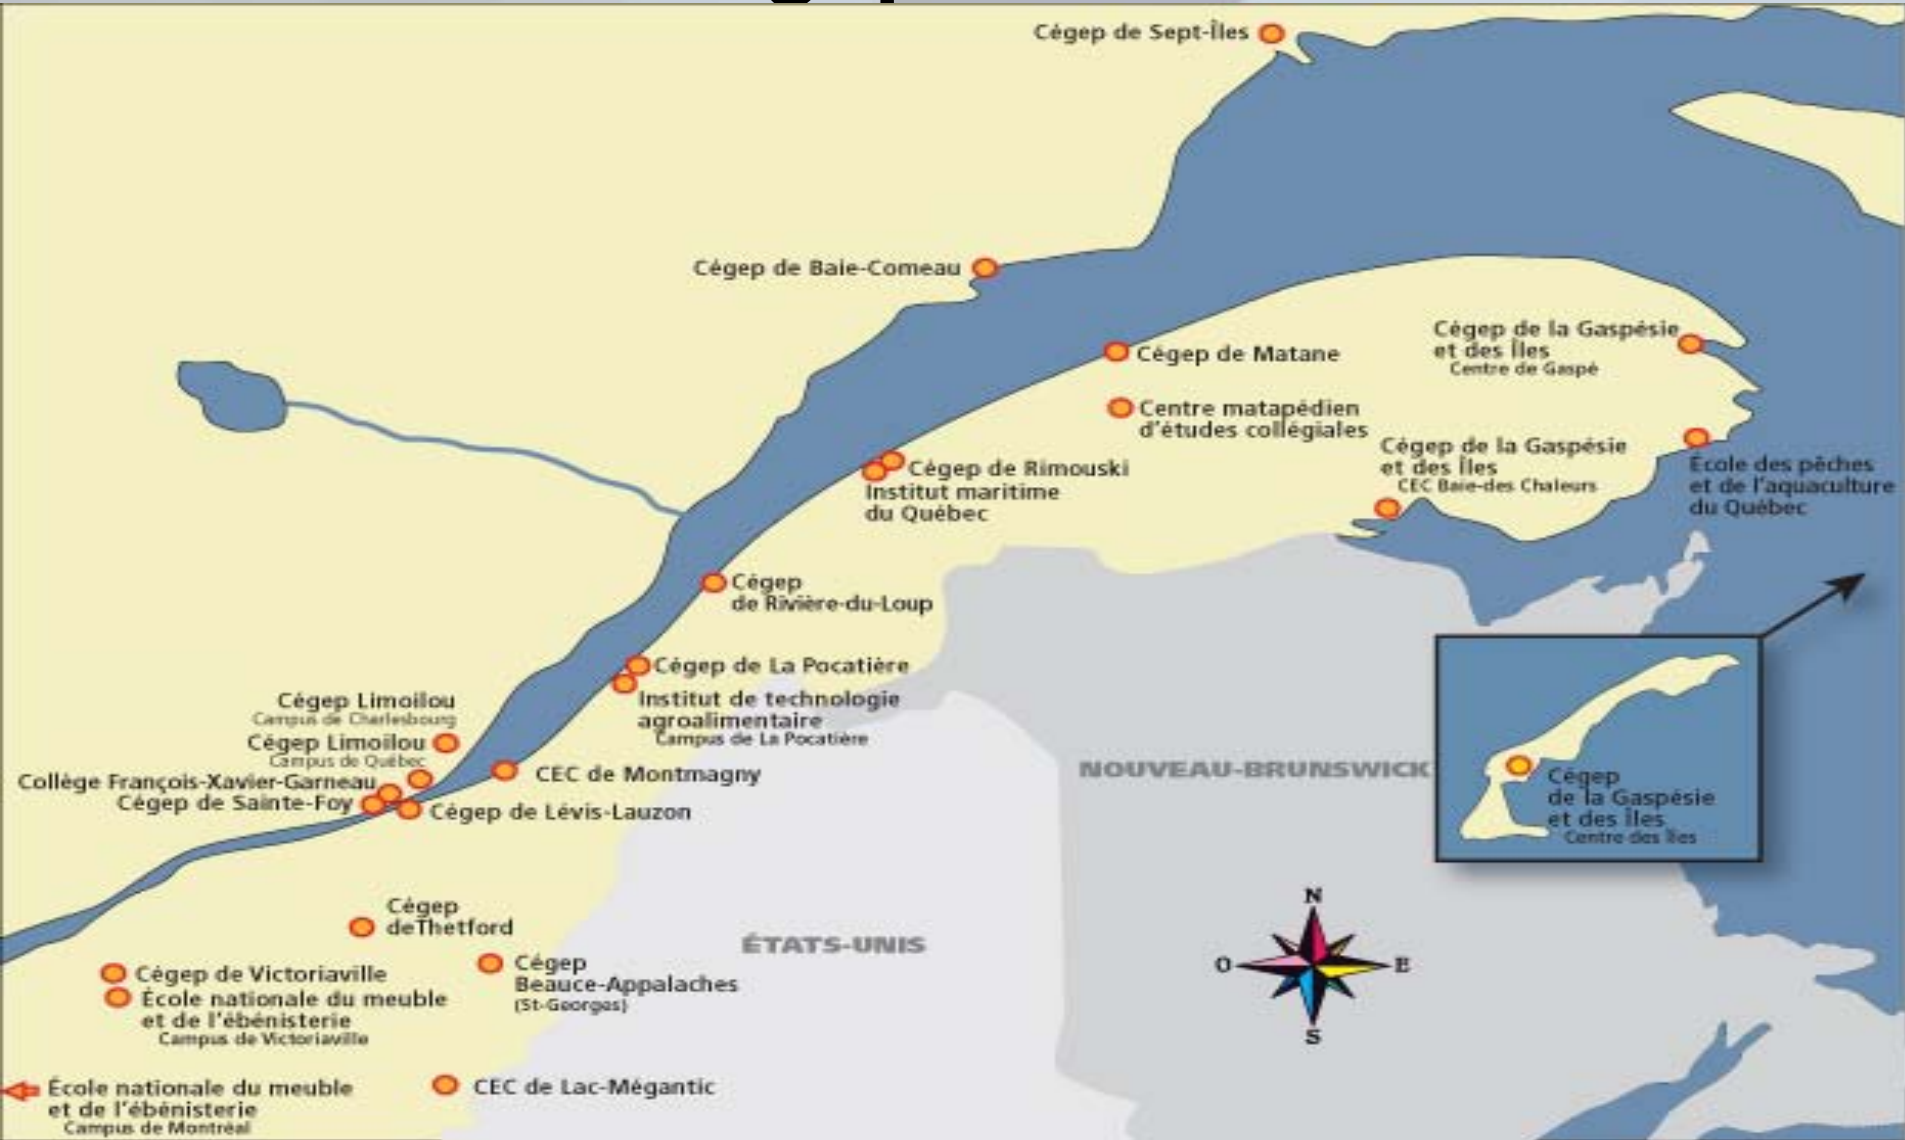 Cégep de Sept-Îles
Cégep de Baie-Comeau
Cégep de Matane
Cégep de la Gaspésie
et des Îles
Centre de Gaspé
Centre matapédien
d'études collégiales
Cégep de la Gaspésie
et des Îles
CEC Baie-des Chaleurs
École des pêches
et de l'aquaculture
du Québec
Cégep de Rimouski
Institut maritime
du Québec
Cégep
de Rivière-du-Loup
Cégep de La Pocatière
Institut de technologie
agroalimentaire
Campus de La Pocatière
Cégep Limoilou
Campus de Charlesbourg
Cégep Limoilou
Campus de Québec
Collège François-Xavier-Garneau
Cégep de Sainte-Foy
CEC de Montmagny
Cégep de Lévis-Lauzon
NOUVEAU-BRUNSWICK
Cégep
de la Gaspésie
et des Îles
Centre des Îles
Cégep
deThetford
ÉTATS-UNIS
N
O
E
S
Cégep de Victoriaville
École nationale du meuble
et de l'ébénisterie
Campus de Victoriaville
Cégep
Beauce-Appalaches
(St-Georges)
École nationale du meuble
et de l'ébénisterie
Campus de Montréal
CEC de Lac-Mégantic